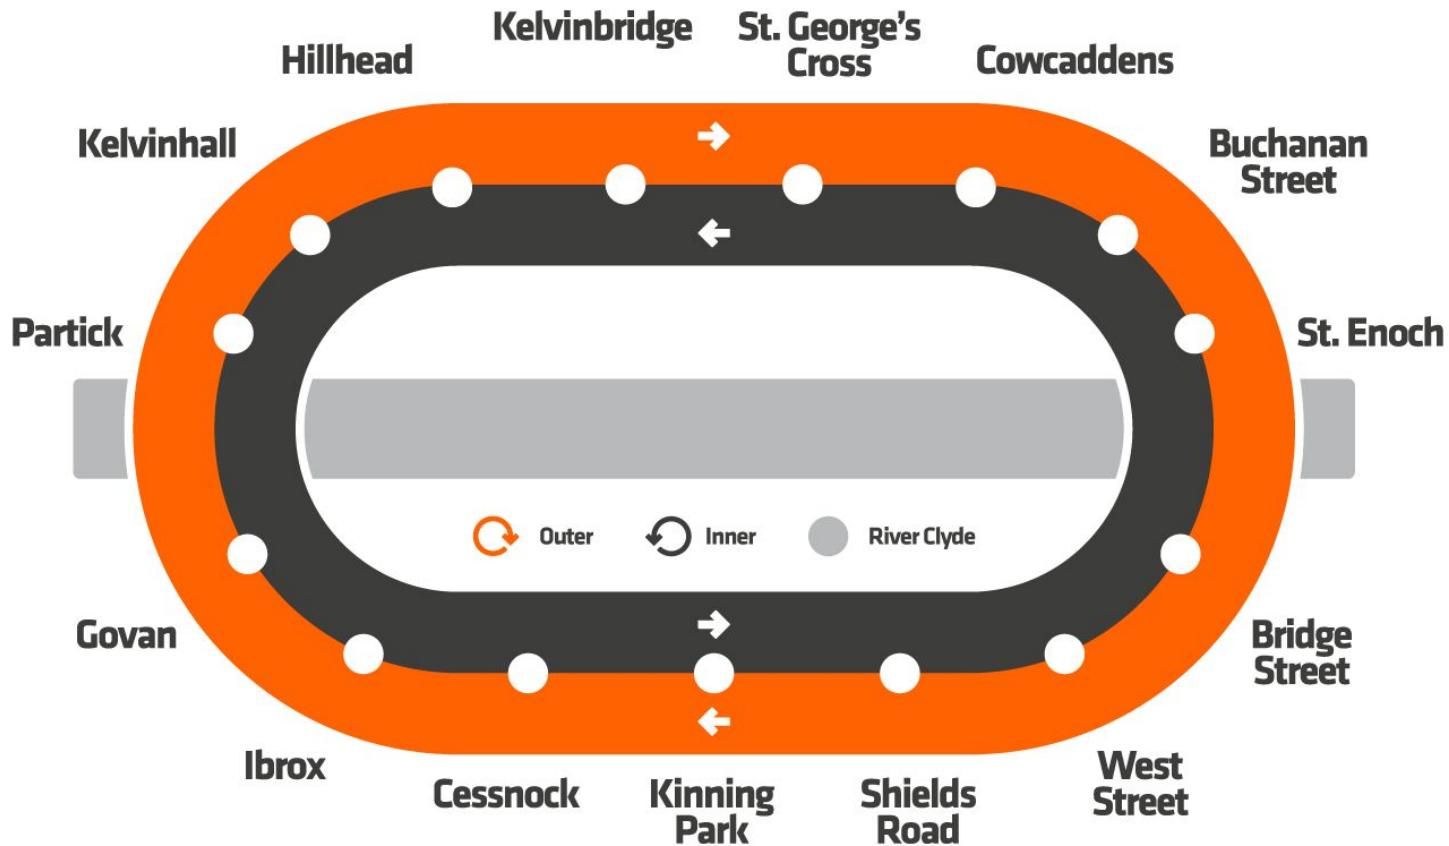 Kelvinbridge
St. George's
Cross
Hillhead
Cowcaddens
Kelvinhall
Buchanan
Street
Partick
St. Enoch
Outer
Inner
River Clyde
Govan
Bridge
Street
Ibrox
West
Street
Cessnock
Kinning
Park
Shields
Road